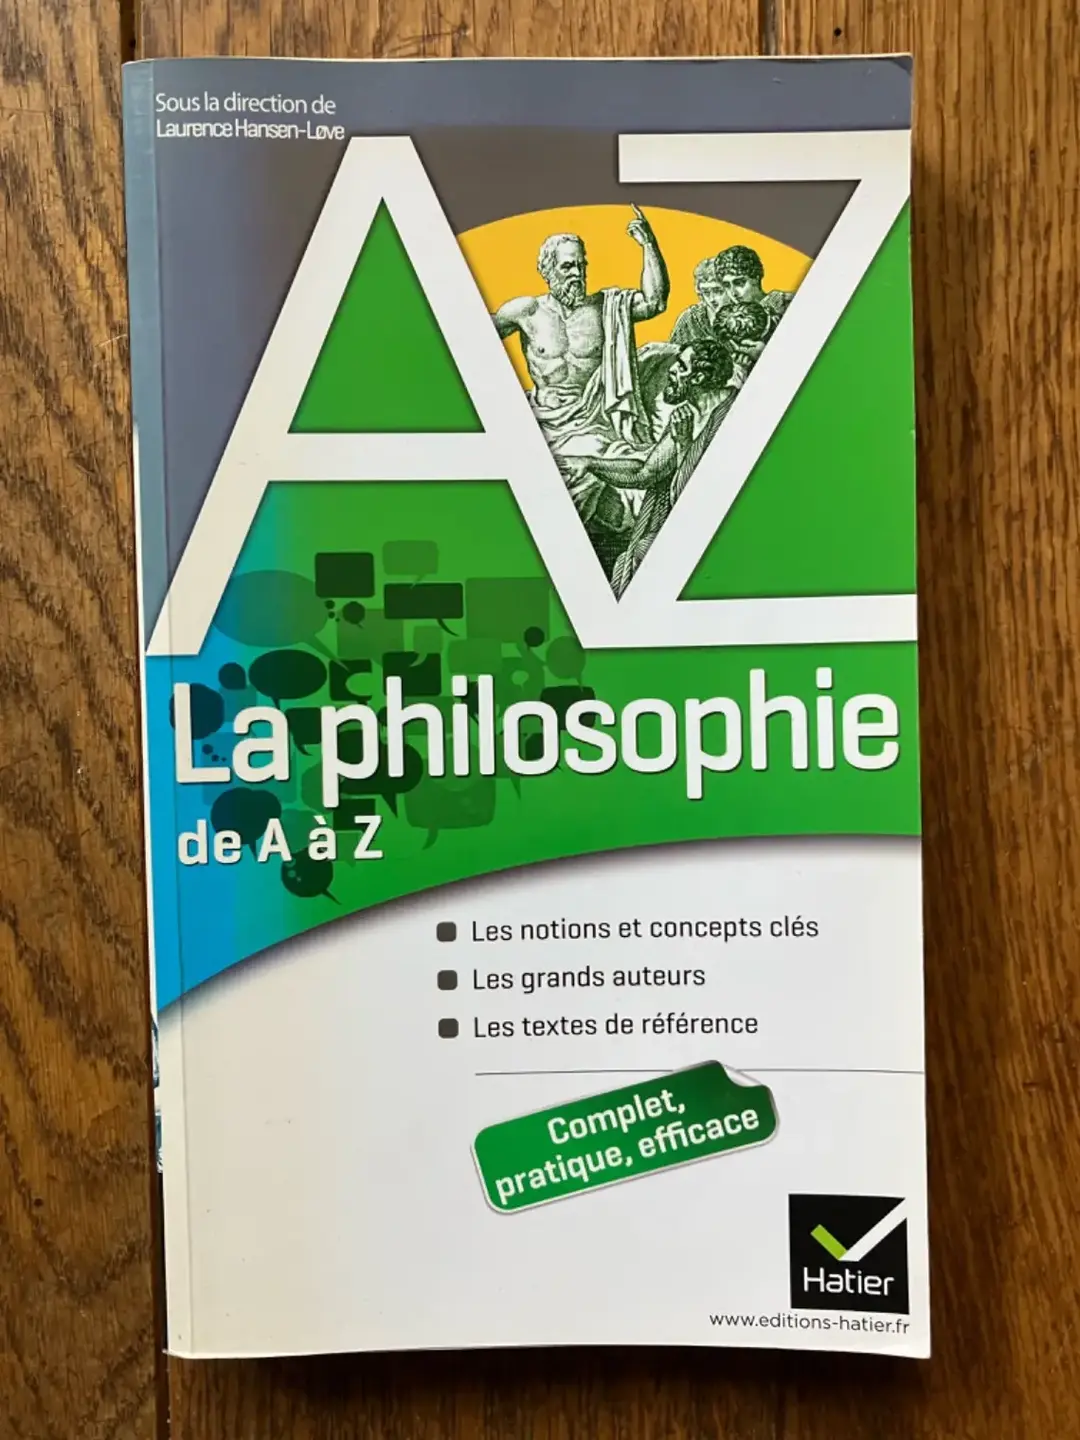 Sous la direction de
Laurence Hansen-Løve
AZ
La philosophie
de A à Z
Les notions et concepts clés
Les grands auteurs
Les textes de référence
Complet,
pratique, efficace
Hatier
www.editions-hatier.fr